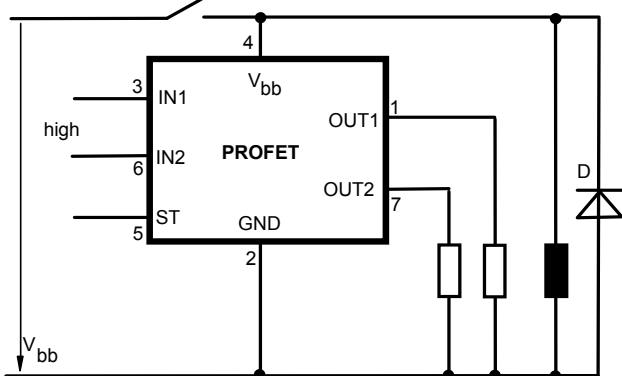 4
V bb
3
IN1
OUT1
1
high
PROFET
D
IN2
6
OUT2
7
ST
GND
5
2
V bb